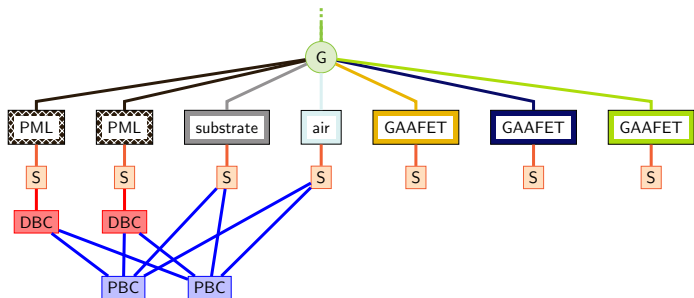 G
PML PML substrate air GAAFET GAAFET GAAFET
S S S S S S S
DBC DBC
PBC PBC